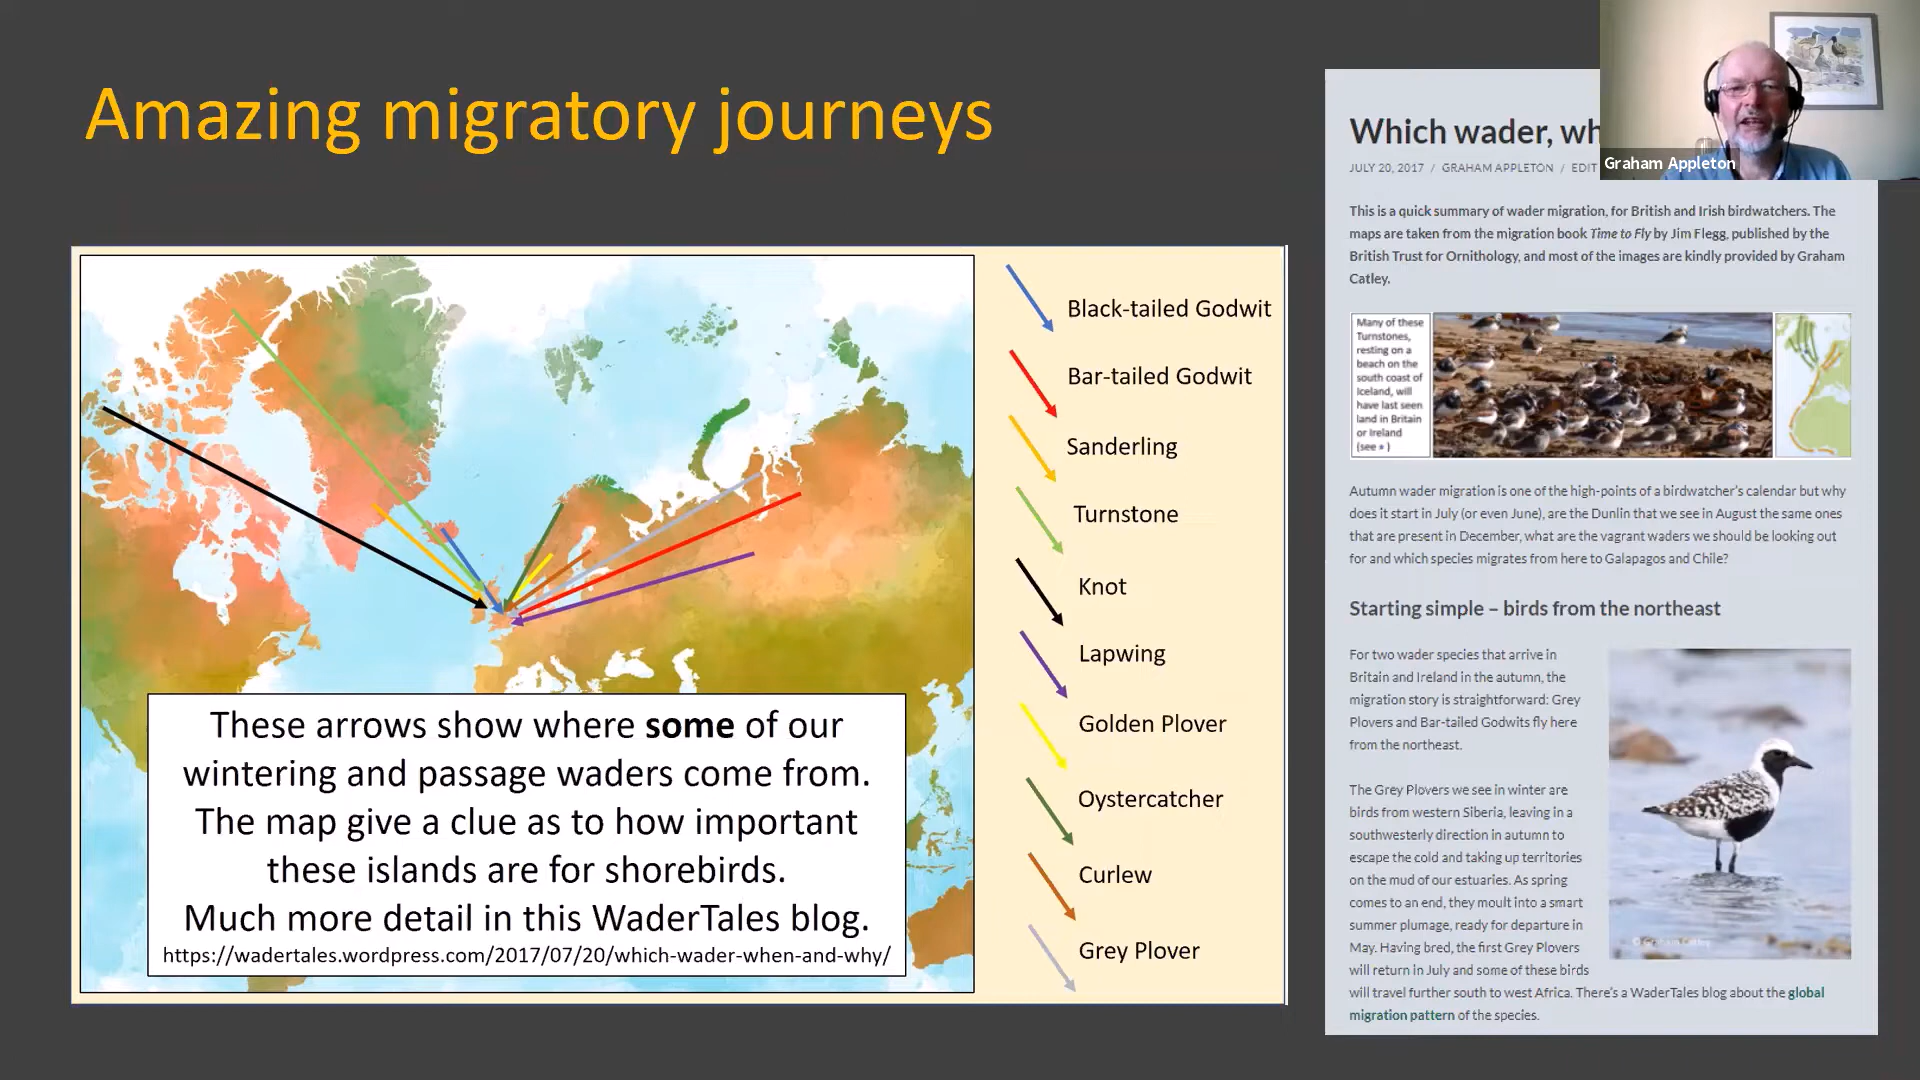 Amazing migratory journeys
Black-tailed Godwit
Bar-tailed Godwit
Sanderling
Turnstone
Knot
Lapwing
Golden Plover
Oystercatcher
Curlew
Grey Plover
These arrows show where some of our
wintering and passage waders come from.
The map give a clue as to how important
these islands are for shorebirds.
Much more detail in this WaderTales blog.
https://wadertales.wordpress.com/2017/07/20/which-wader-when-and-why/
Graham Appleton
Which wader, wh
JULY 20, 2017 / GRAHAM APPLETON / EDIT
This is a quick summary of wader migration, for British and Irish birdwatchers. The
maps are taken from the migration book Time to Fly by Jim Flegg, published by the
British Trust for Ornithology, and most of the images are kindly provided by Graham
Catley.
Many of these
Turnstones,
resting on a
beach on the
south coast of
Iceland, will
have last seen
land in Britain
or Ireland
(see » )
Autumn wader migration is one of the high-points of a birdwatcher's calendar but why
does it start in July (or even June), are the Dunlin that we see in August the same ones
that are present in December, what are the vagrant waders we should be looking out
for and which species migrates from here to Galapagos and Chile?
Starting simple – birds from the northeast
For two wader species that arrive in
Britain and Ireland in the autumn, the
migration story is straightforward: Grey
Plovers and Bar-tailed Godwits fly here
from the northeast.
The Grey Plovers we see in winter are
birds from western Siberia, leaving in a
southwesterly direction in autumn to
escape the cold and taking up territories
on the mud of our estuaries. As spring
comes to an end, they moult into a smart
summer plumage, ready for departure in
May. Having bred, the first Grey Plovers
will return in July and some of these birds
will travel further south to west Africa. There's a WaderTales blog about the global
migration pattern of the species.
© Graham Catley